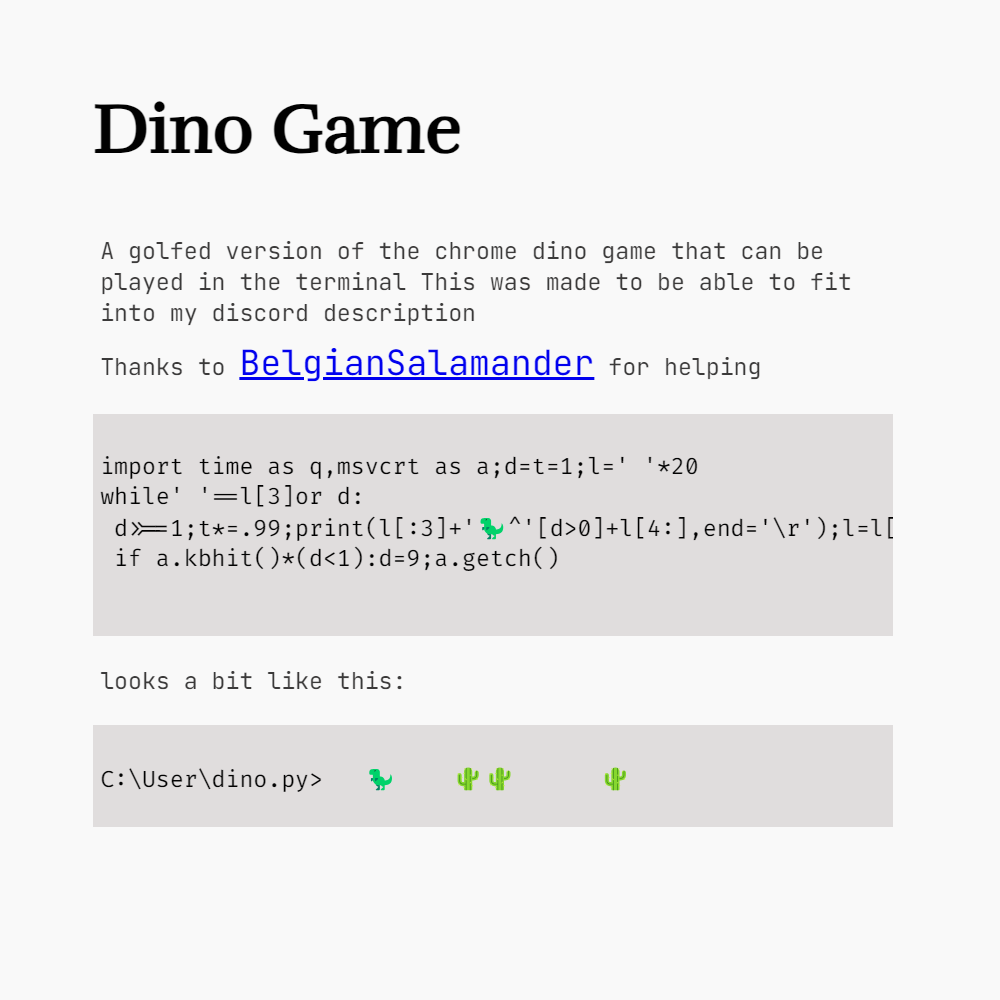 Dino Game
A golfed version of the chrome dino game that can be
played in the terminal This was made to be able to fit
into my discord description
Thanks to BelgianSalamander for helping
import time as q,msvcrt as a;d=t=1;l=' '*20
while' '==l[3]or d:
 d>>=1;t*=.99;print(l[:3]+'🦖^'[d>0]+l[4:],end='\r');l=l[
 if a.kbhit()*(d<1):d=9;a.getch()
looks a bit like this:
C:\User\dino.py>   🦖    🌵🌵      🌵